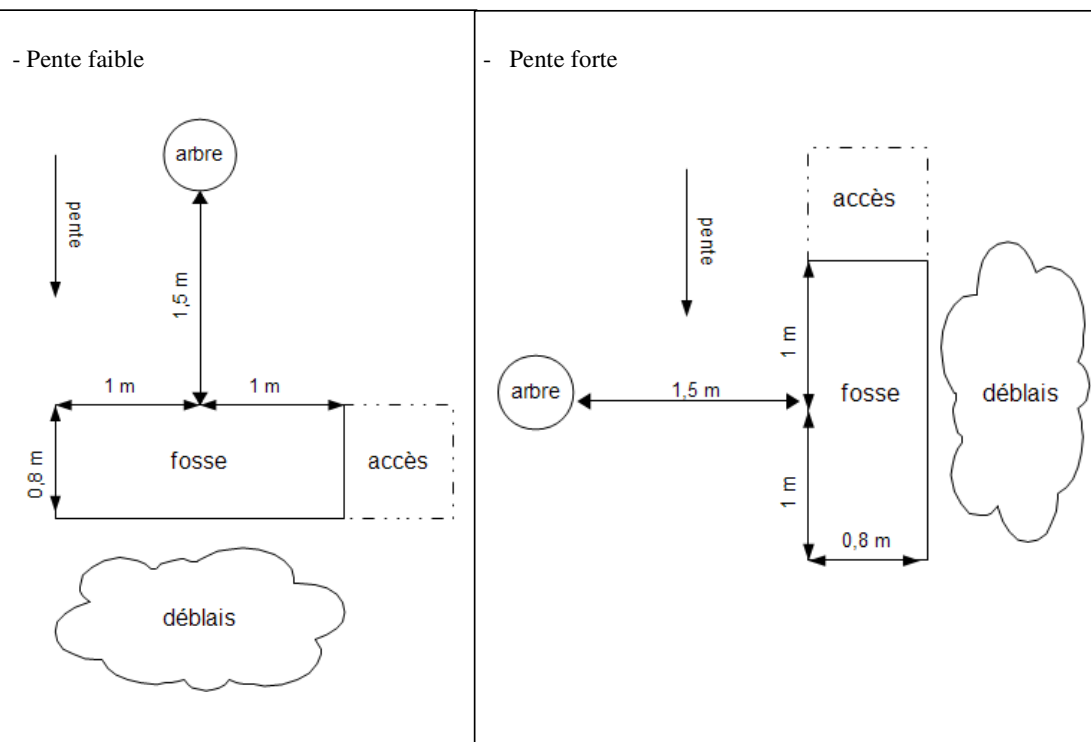 - Pente faible
arbre
pente
1,5 m
1 m
1 m
0,8 m
fosse
accès
déblais
- Pente forte
accès
pente
1 m
arbre
1,5 m
fosse
déblais
1 m
0,8 m